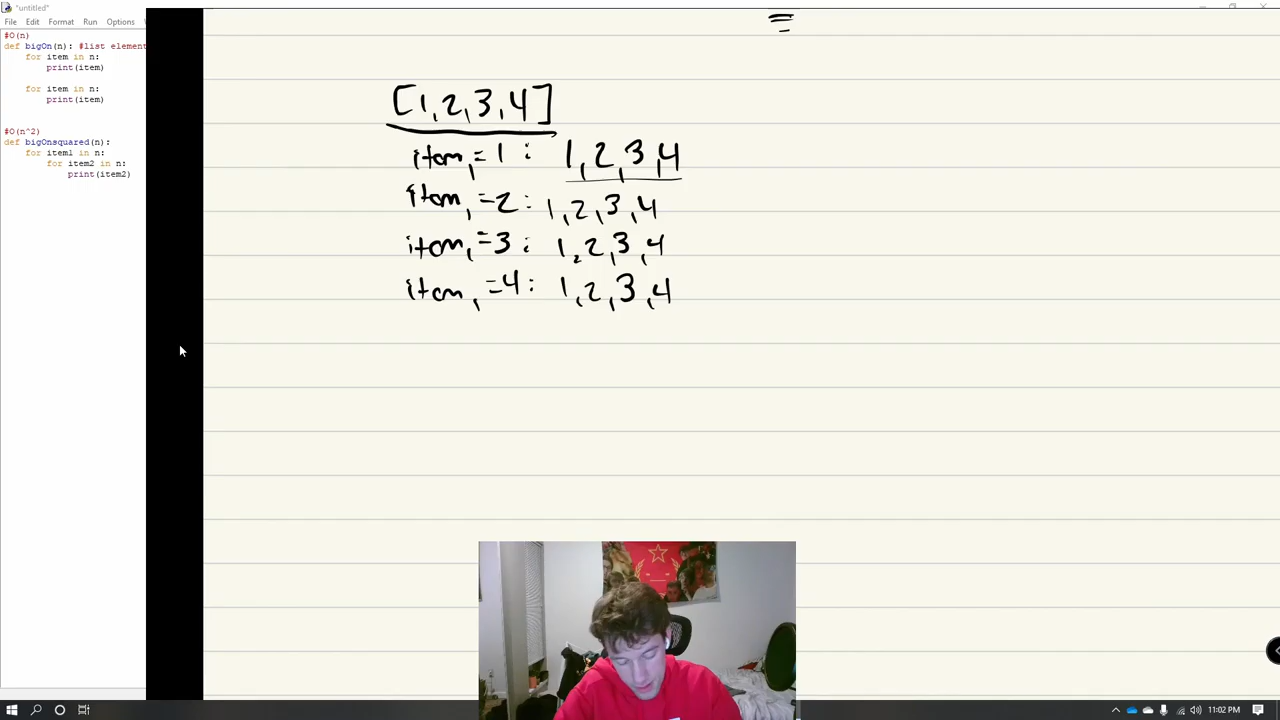 *untitled*
File Edit Format Run Options
#O(n)
def bigOn(n): #list element
for item in n:
print(item)
for item in n:
print(item)
#O(n^2)
def bigOnsquared(n):
for item1 in n:
for item2 in n:
print(item2)
[1,2,3,4]
item₁=1: 1,2,3,4
item₁=2: 1,2,3,4
item₁=3: 1,2,3,4
item₁=4: 1,2,3,4
11:02 PM